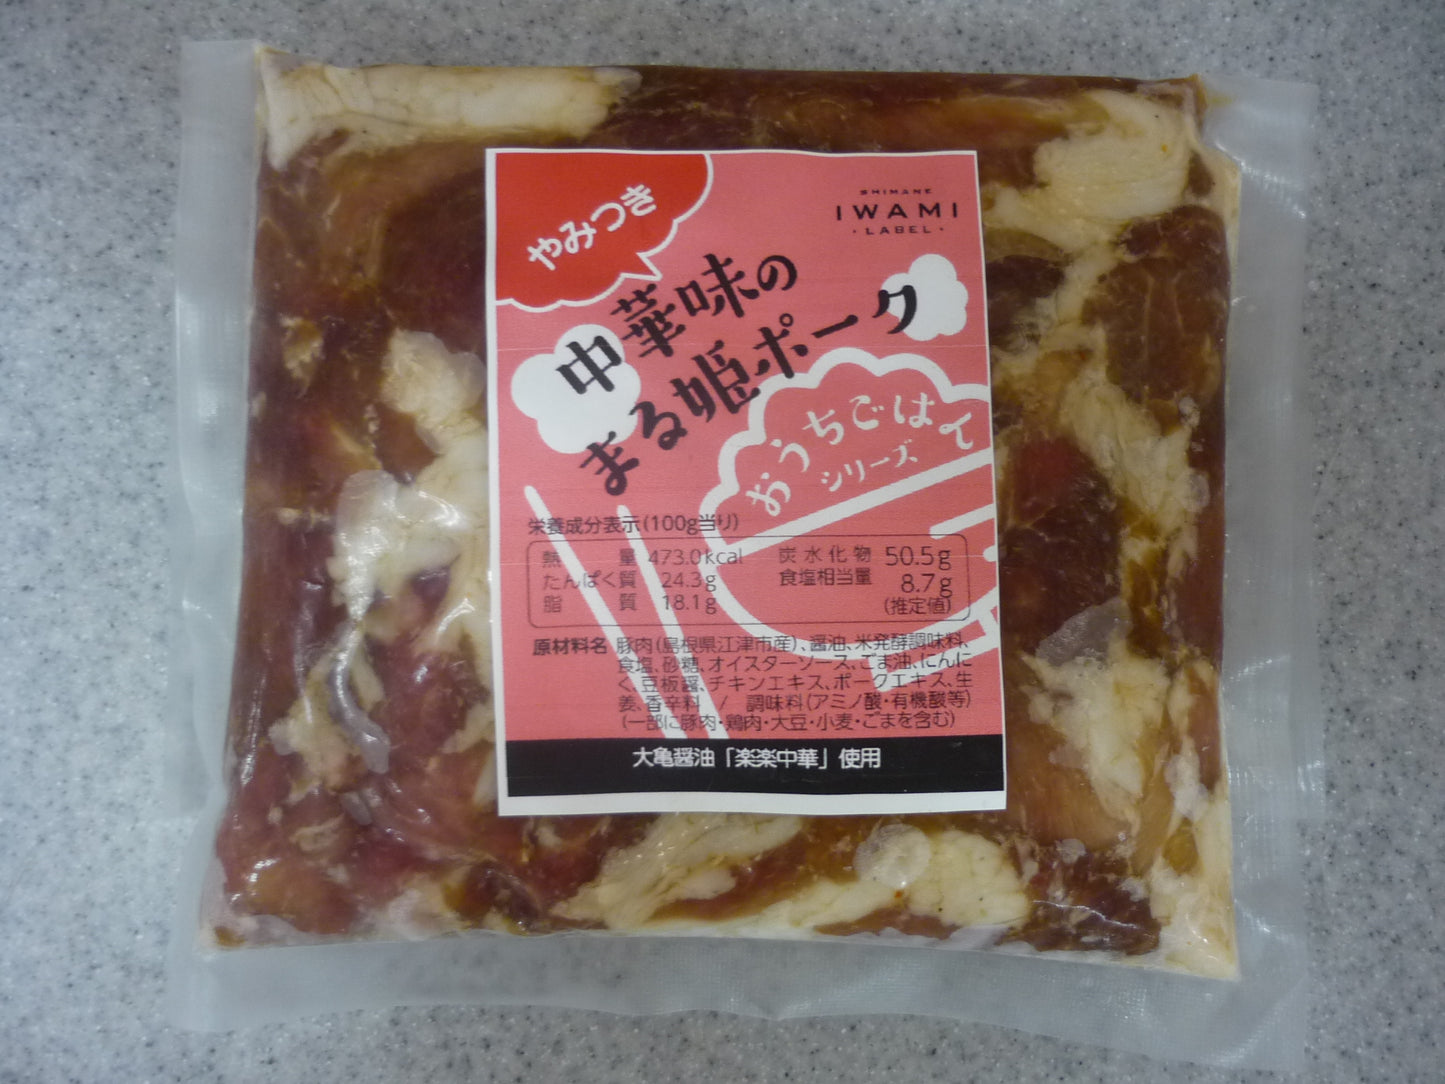 やみつき
SHIMANE
IWAMI
・LABEL・
中華味の
まる姫ポーク
おうちごはん
シリーズ
栄養成分表示(100g当り)
熱量 473.0kcal
たんぱく質 24.3g
脂質 18.1g
炭水化物 50.5g
食塩相当量 8.7g
(推定値)
原材料名 豚肉(島根県江津市産)、醤油、米発酵調味料、
食塩、砂糖、オイスターソース、ごま油、にんに
く、豆板醤、チキンエキス、ポークエキス、生
姜、香辛料 / 調味料(アミノ酸・有機酸等)
(一部に豚肉・鶏肉・大豆・小麦・ごまを含む)
大亀醤油「楽楽中華」使用